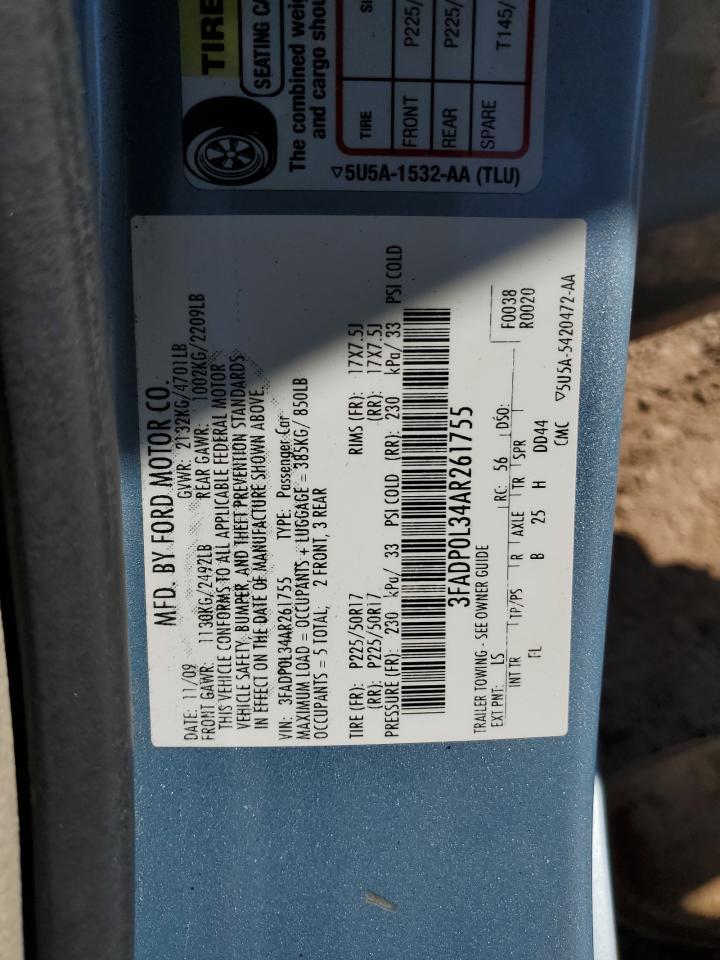 MFD. BY FORD MOTOR CO.
DATE: 11/09 GVWR: 2132KG/4701LB
FRONT GAWR: 1130KG/2492LB REAR GAWR: 1002KG/2209LB
THIS VEHICLE CONFORMS TO ALL APPLICABLE FEDERAL MOTOR
VEHICLE SAFETY, BUMPER, AND THEFT PREVENTION STANDARDS
IN EFFECT ON THE DATE OF MANUFACTURE SHOWN ABOVE.
VIN: 3FADP0L34AR261755 TYPE: Passenger Car
MAXIMUM LOAD = OCCUPANTS + LUGGAGE = 385KG/ 850LB
OCCUPANTS = 5 TOTAL, 2 FRONT, 3 REAR
TIRE (FR): P225/50R17 RIMS (FR): 17X7.5J
(RR): P225/50R17 (RR): 17X7.5J
PRESSURE (FR): 230 kPa/ 33 PSI COLD (RR): 230 kPa/ 33 PSI COLD
3FADP0L34AR261755
TRAILER TOWING - SEE OWNER GUIDE
EXT PNT: LS RC: 56 DSO: F0038
R0020
INT TR TP/PS R AXLE TR SPR
FL B 25 H DD44
CMC ▽5U5A-5420472-AA
TIRE
SEATING CA
The combined weig
and cargo shou
TIRE SI
FRONT P225/
REAR P225/
SPARE T145/
▽5U5A-1532-AA (TLU)